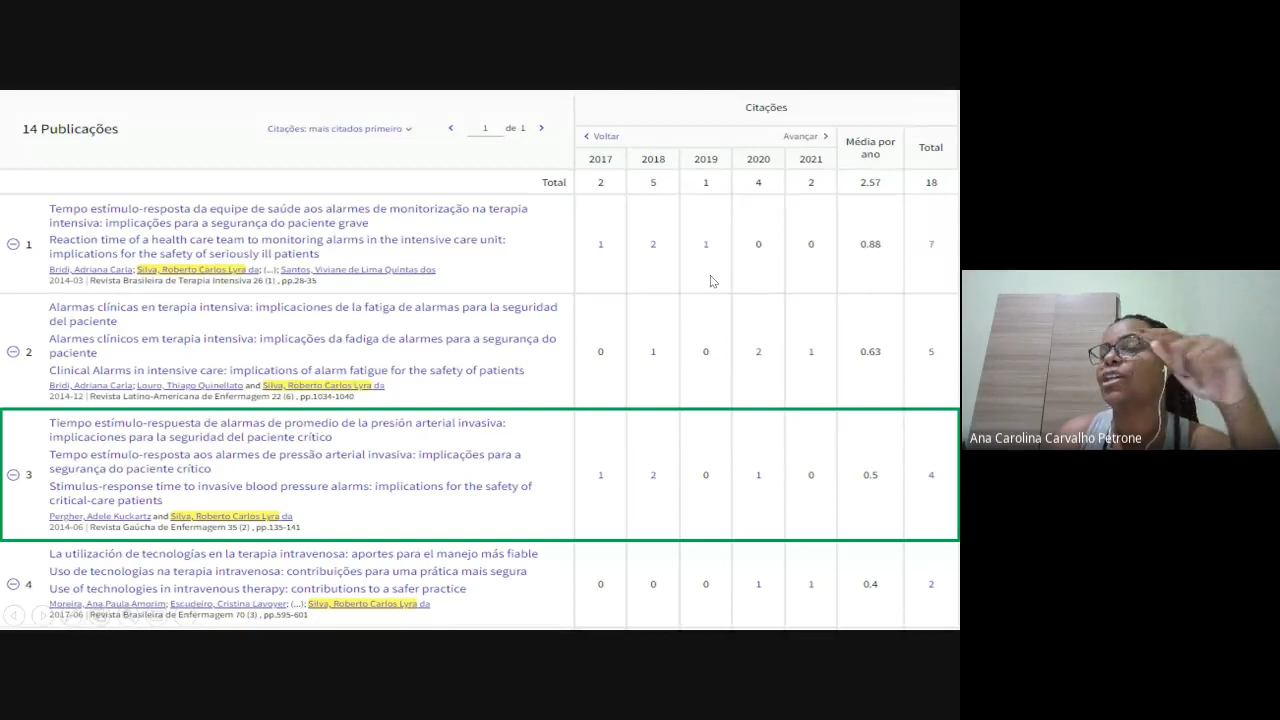 Citações
14 Publicações
Citações: mais citados primeiro
1 de 1
Voltar
Avançar
Média por ano
Total
2017 2018 2019 2020 2021
Total 2 5 1 4 2 2.57 18
1
Tempo estímulo-resposta da equipe de saúde aos alarmes de monitorização na terapia
intensiva: implicações para a segurança do paciente grave
Reaction time of a health care team to monitoring alarms in the intensive care unit:
implications for the safety of seriously ill patients
Bridi, Adriana Carla; Silva, Roberto Carlos Lyra da; (...); Santos, Viviane de Lima Quintas dos
2014-03 | Revista Brasileira de Terapia Intensiva 26 (1) , pp.28-35
1 2 1 0 0 0.88 7
2
Alarmas clínicas en terapia intensiva: implicaciones de la fatiga de alarmas para la seguridad
del paciente
Alarmes clínicos em terapia intensiva: implicações da fadiga de alarmes para a segurança do
paciente
Clinical Alarms in intensive care: implications of alarm fatigue for the safety of patients
Bridi, Adriana Carla; Louro, Thiago Quinellato and Silva, Roberto Carlos Lyra da
2014-12 | Revista Latino-Americana de Enfermagem 22 (6) , pp.1034-1040
0 1 0 2 1 0.63 5
3
Tiempo estímulo-respuesta de alarmas de promedio de la presión arterial invasiva:
implicaciones para la seguridad del paciente crítico
Tempo estímulo-resposta aos alarmes de pressão arterial invasiva: implicações para a
segurança do paciente crítico
Stimulus-response time to invasive blood pressure alarms: implications for the safety of
critical-care patients
Pergher, Adele Kuckartz and Silva, Roberto Carlos Lyra da
2014-06 | Revista Gaúcha de Enfermagem 35 (2) , pp.135-141
1 2 0 1 0 0.5 4
4
La utilización de tecnologías en la terapia intravenosa: aportes para el manejo más fiable
Uso de tecnologias na terapia intravenosa: contribuições para uma prática mais segura
Use of technologies in intravenous therapy: contributions to a safer practice
Moreira, Ana Paula Amorim; Escudeiro, Cristina Lavoyer; (...); Silva, Roberto Carlos Lyra da
2017-06 | Revista Brasileira de Enfermagem 70 (3) , pp.595-601
0 0 0 1 1 0.4 2
Ana Carolina Carvalho Petrone